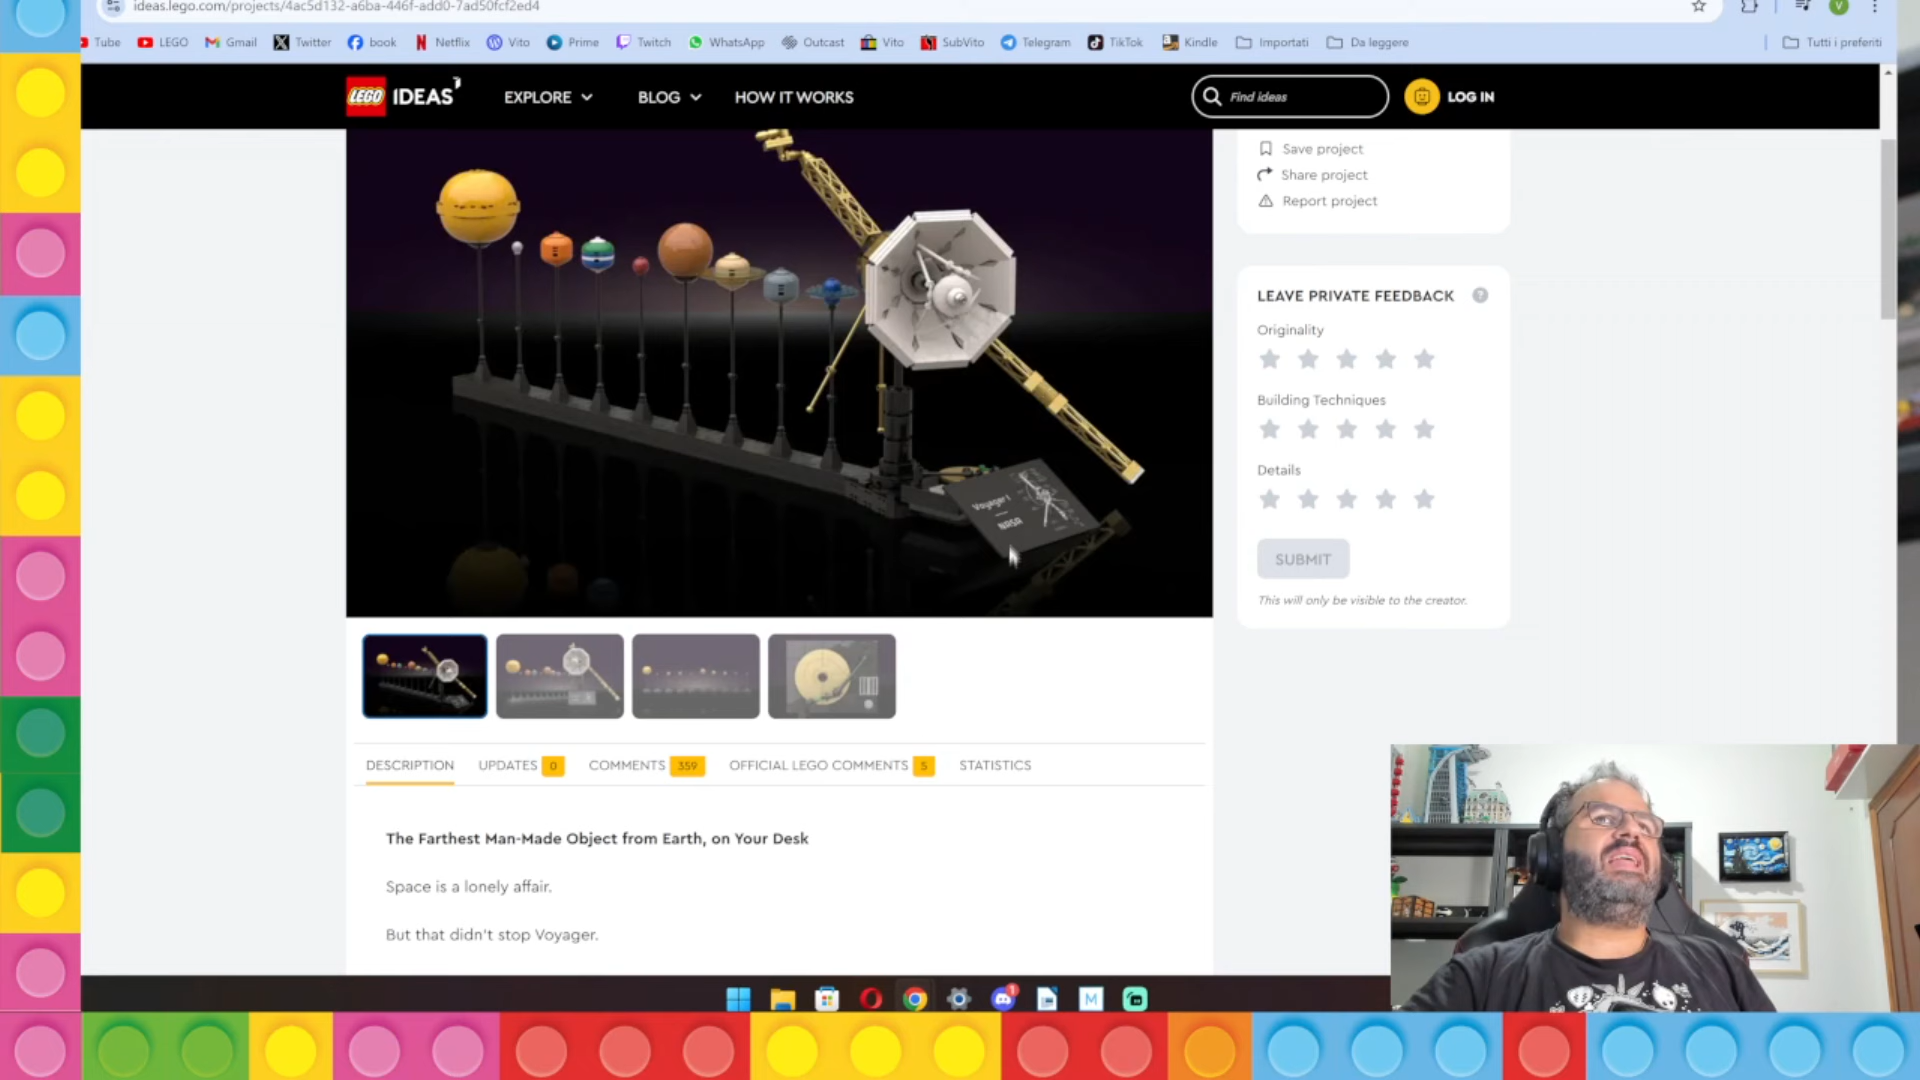 ideas.lego.com/projects/4ac5d132-a6ba-446f-add0-7ad50fcf2ed4
Tube LEGO Gmail Twitter book Netflix Vito Prime Twitch WhatsApp Outcast Vito SubVito Telegram TikTok Kindle Importati Da leggere Tutti i preferiti
LEGO IDEAS EXPLORE BLOG HOW IT WORKS Find ideas LOG IN
Save project
Share project
Report project
LEAVE PRIVATE FEEDBACK ?
Originality
Building Techniques
Details
SUBMIT
This will only be visible to the creator.
Voyager I
NASA
DESCRIPTION UPDATES 0 COMMENTS 359 OFFICIAL LEGO COMMENTS 5 STATISTICS
The Farthest Man-Made Object from Earth, on Your Desk
Space is a lonely affair.
But that didn't stop Voyager.